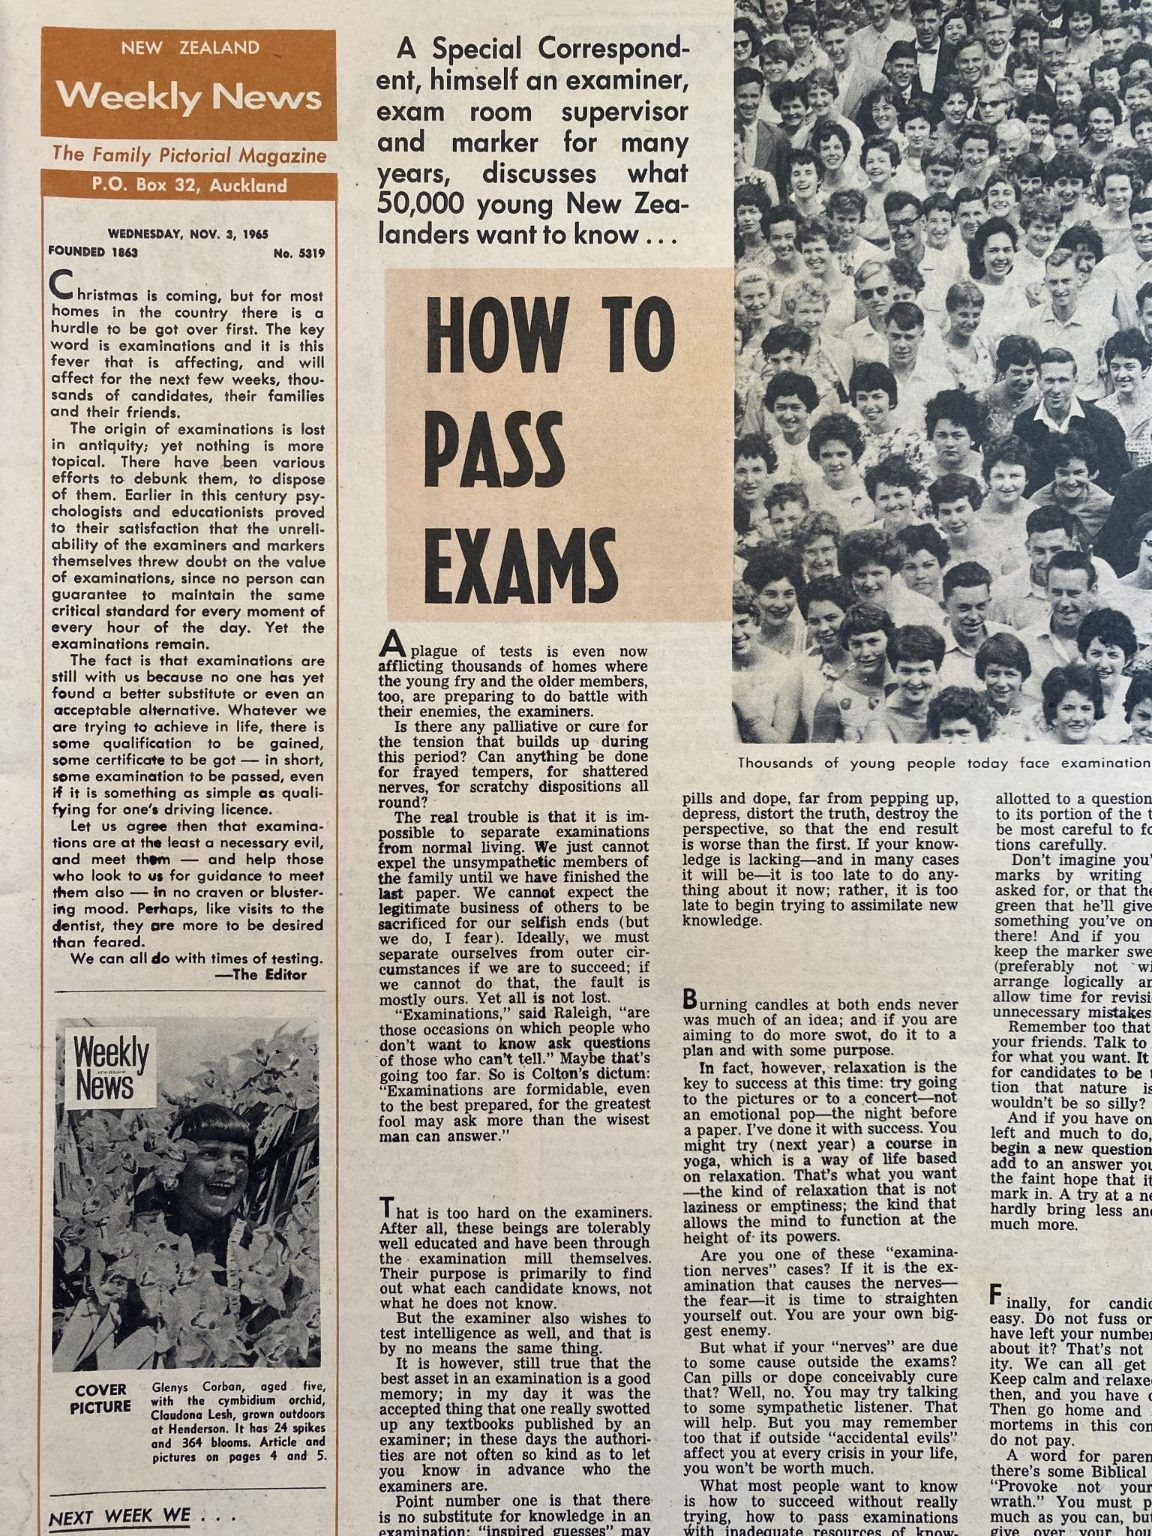 NEW ZEALAND
Weekly News
The Family Pictorial Magazine
P.O. Box 32, Auckland
WEDNESDAY, NOV. 3, 1965
FOUNDED 1863 No. 5319
Christmas is coming, but for most
homes in the country there is a
hurdle to be got over first. The key
word is examinations and it is this
fever that is affecting, and will
affect for the next few weeks, thou-
sands of candidates, their families
and their friends.
The origin of examinations is lost
in antiquity; yet nothing is more
topical. There have been various
efforts to debunk them, to dispose
of them. Earlier in this century psy-
chologists and educationists proved
to their satisfaction that the unreli-
ability of the examiners and markers
themselves threw doubt on the value
of examinations, since no person can
guarantee to maintain the same
critical standard for every moment of
every hour of the day. Yet the
examinations remain.
The fact is that examinations are
still with us because no one has yet
found a better substitute or even an
acceptable alternative. Whatever we
are trying to achieve in life, there is
some qualification to be gained,
some certificate to be got — in short,
some examination to be passed, even
if it is something as simple as quali-
fying for one's driving licence.
Let us agree then that examina-
tions are at the least a necessary evil,
and meet them — and help those
who look to us for guidance to meet
them also — in no craven or bluster-
ing mood. Perhaps, like visits to the
dentist, they are more to be desired
than feared.
We can all do with times of testing.
—The Editor
Weekly
News
COVER
PICTURE
Glenys Corban, aged five,
with the cymbidium orchid,
Claudona Lesh, grown outdoors
at Henderson. It has 24 spikes
and 364 blooms. Article and
pictures on pages 4 and 5.
NEXT WEEK WE . . .
A Special Correspond-
ent, himself an examiner,
exam room supervisor
and marker for many
years, discusses what
50,000 young New Zea-
landers want to know . . .
HOW TO
PASS
EXAMS
A plague of tests is even now
afflicting thousands of homes where
the young fry and the older members,
too, are preparing to do battle with
their enemies, the examiners.
Is there any palliative or cure for
the tension that builds up during
this period? Can anything be done
for frayed tempers, for shattered
nerves, for scratchy dispositions all
round?
The real trouble is that it is im-
possible to separate examinations
from normal living. We just cannot
expel the unsympathetic members of
the family until we have finished the
last paper. We cannot expect the
legitimate business of others to be
sacrificed for our selfish ends (but
we do, I fear). Ideally, we must
separate ourselves from outer cir-
cumstances if we are to succeed; if
we cannot do that, the fault is
mostly ours. Yet all is not lost.
"Examinations," said Raleigh, "are
those occasions on which people who
don't want to know ask questions
of those who can't tell." Maybe that's
going too far. So is Colton's dictum:
"Examinations are formidable, even
to the best prepared, for the greatest
fool may ask more than the wisest
man can answer."
That is too hard on the examiners.
After all, these beings are tolerably
well educated and have been through
the examination mill themselves.
Their purpose is primarily to find
out what each candidate knows, not
what he does not know.
But the examiner also wishes to
test intelligence as well, and that is
by no means the same thing.
It is however, still true that the
best asset in an examination is a good
memory; in my day it was the
accepted thing that one really swotted
up any textbooks published by an
examiner; in these days the authori-
ties are not often so kind as to let
you know in advance who the
examiners are.
Point number one is that there
is no substitute for knowledge in an
examination: "inspired guesses" may
Thousands of young people today face examination
pills and dope, far from pepping up,
depress, distort the truth, destroy the
perspective, so that the end result
is worse than the first. If your know-
ledge is lacking—and in many cases
it will be—it is too late to do any-
thing about it now; rather, it is too
late to begin trying to assimilate new
knowledge.
Burning candles at both ends never
was much of an idea; and if you are
aiming to do more swot, do it to a
plan and with some purpose.
In fact, however, relaxation is the
key to success at this time: try going
to the pictures or to a concert—not
an emotional pop—the night before
a paper. I've done it with success. You
might try (next year) a course in
yoga, which is a way of life based
on relaxation. That's what you want
—the kind of relaxation that is not
laziness or emptiness; the kind that
allows the mind to function at the
height of its powers.
Are you one of these "examina-
tion nerves" cases? If it is the ex-
amination that causes the nerves—
the fear—it is time to straighten
yourself out. You are your own big-
gest enemy.
But what if your "nerves" are due
to some cause outside the exams?
Can pills or dope conceivably cure
that? Well, no. You may try talking
to some sympathetic listener. That
will help. But you may remember
too that if outside "accidental evils"
affect you at every crisis in your life,
you won't be worth much.
What most people want to know
is how to succeed without really
trying, how to pass examinations
with inadequate resources of know-
allotted to a question
to its portion of the t
be most careful to fo
tions carefully.
Don't imagine you'
marks by writing
asked for, or that the
green that he'll give
something you've on
there! And if you
keep the marker swe
(preferably not wi
arrange logically an
allow time for revisi
unnecessary mistakes
Remember too that
your friends. Talk to
for what you want. It
for candidates to be t
tion that nature is
wouldn't be so silly?
And if you have on
left and much to do,
begin a new question
add to an answer you
the faint hope that it
mark in. A try at a ne
hardly bring less and
much more.
Finally, for candid
easy. Do not fuss or
have left your number
about it? That's not
ity. We can all get
Keep calm and relaxe
then, and you have d
Then go home and
mortems in this con
do not pay.
A word for paren
there's some Biblical
"Provoke not your
wrath." You must p
much as you can, but
give over your hou